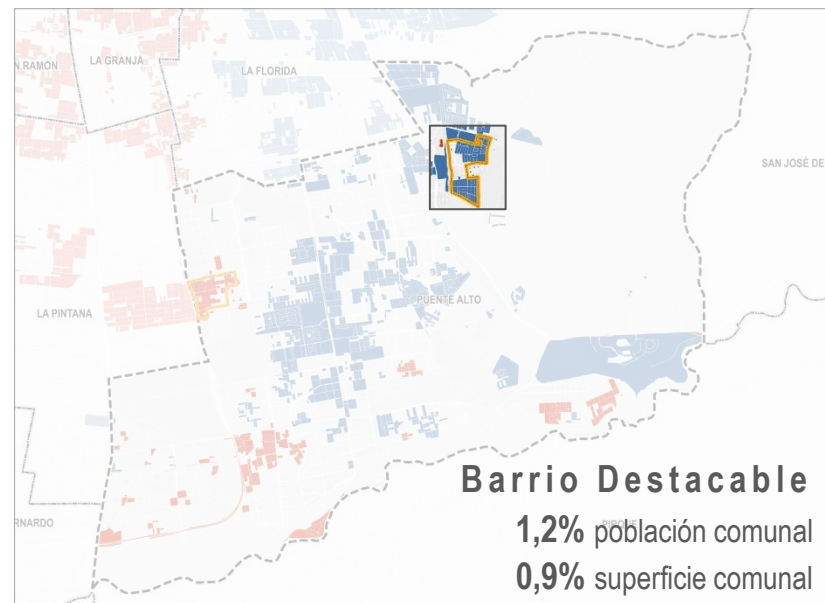 N RAMÓN
LA GRANJA
LA FLORIDA
SAN JOSÉ DE
LA PINTANA
PUENTE ALTO
Barrio Destacable
RNARDO
PIRQUE
1,2% población comunal
0,9% superficie comunal